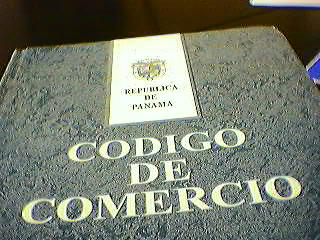 REPUBLICA
DE
PANAMA
CODIGO
DE
COMERCIO